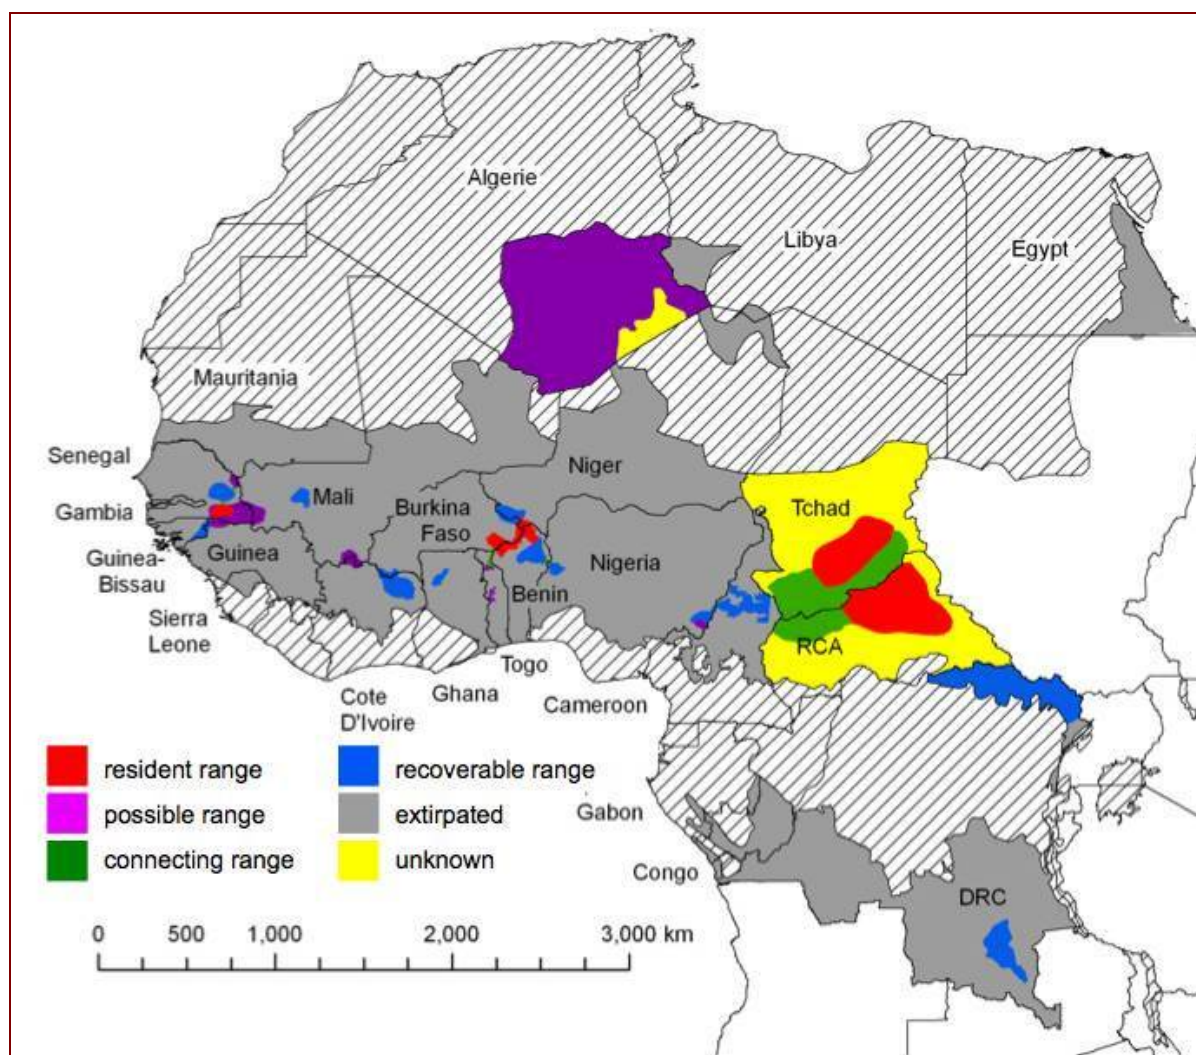 Algerie
Libya
Egypt
Mauritania
Senegal
Niger
Mali
Tchad
Burkina
Faso
Gambia
Guinea
Nigeria
Guinea-
Bissau
Benin
Sierra
Leone
RCA
Togo
Ghana
Cameroon
Cote
D'Ivoire
resident range
recoverable range
possible range
extirpated
Gabon
connecting range
unknown
Congo
DRC
0 500 1,000 2,000 3,000 km